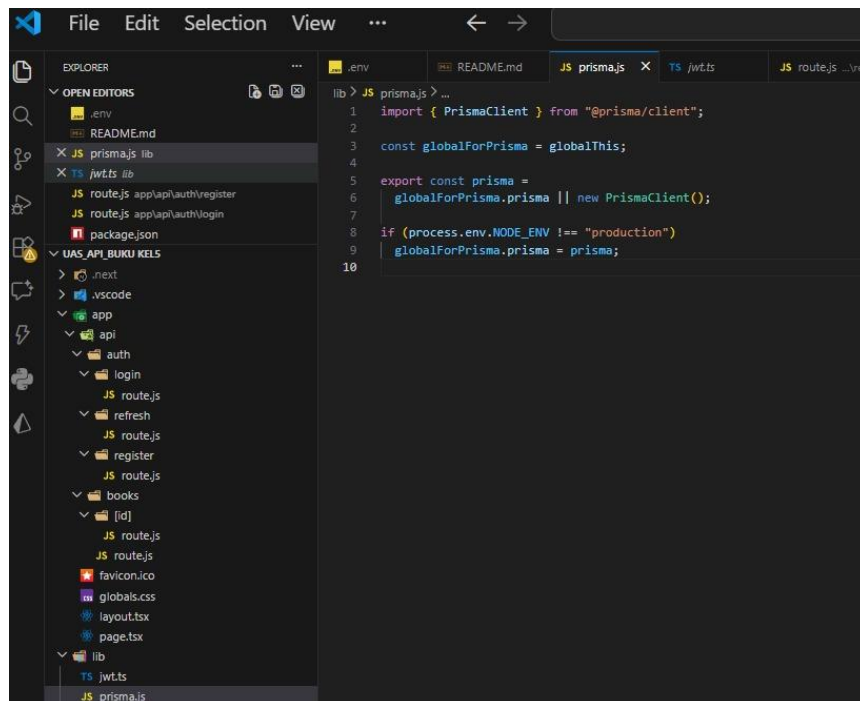 File Edit Selection View ...
EXPLORER ...
.env
README.md
JS prisma.js
TS jwt.ts
JS route.js
OPEN EDITORS
.env
README.md
JS prisma.js lib
TS jwt.ts lib
JS route.js app\api\auth\register
JS route.js app\api\auth\login
package.json
UAS_API_BUKU KEL5
.next
.vscode
app
api
auth
login
JS route.js
refresh
JS route.js
register
JS route.js
books
[id]
JS route.js
JS route.js
favicon.ico
globals.css
layout.tsx
page.tsx
lib
TS jwt.ts
JS prisma.js
lib > JS prisma.js > ...
1 import { PrismaClient } from "@prisma/client";
2
3 const globalForPrisma = globalThis;
4
5 export const prisma =
6 globalForPrisma.prisma || new PrismaClient();
7
8 if (process.env.NODE_ENV !== "production")
9 globalForPrisma.prisma = prisma;
10